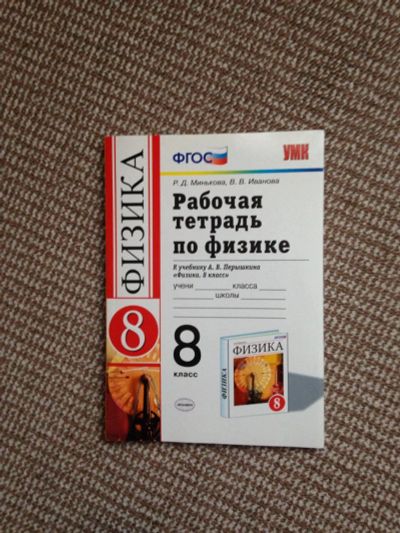 ФИЗИКА
8
ФГОС
УМК
Р. Д. Минькова, В. В. Иванова
Рабочая
тетрадь
по физике
К учебнику А. В. Перышкина
«Физика. 8 класс»
учени класса
школы
8
класс
ФИЗИКА
ФИЗИКА
8